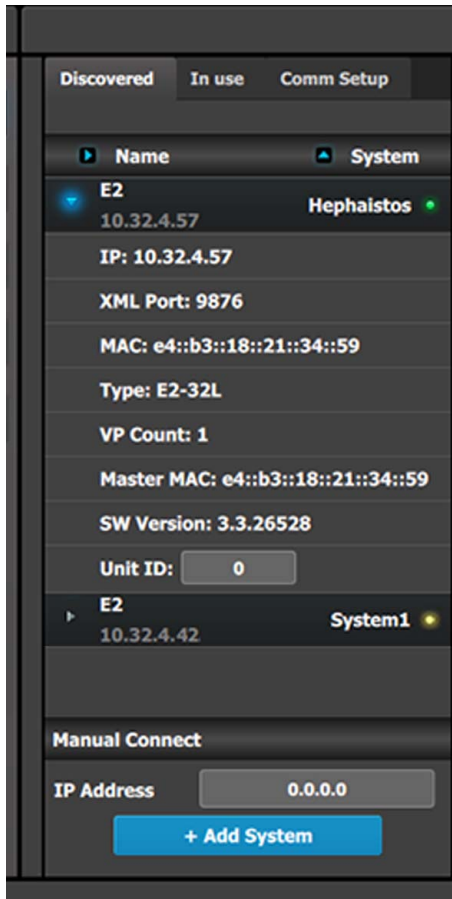 Discovered In use Comm Setup
Name System
E2
10.32.4.57 Hephaistos
IP: 10.32.4.57
XML Port: 9876
MAC: e4::b3::18::21::34::59
Type: E2-32L
VP Count: 1
Master MAC: e4::b3::18::21::34::59
SW Version: 3.3.26528
Unit ID: 0
E2
10.32.4.42 System1
Manual Connect
IP Address 0.0.0.0
+ Add System